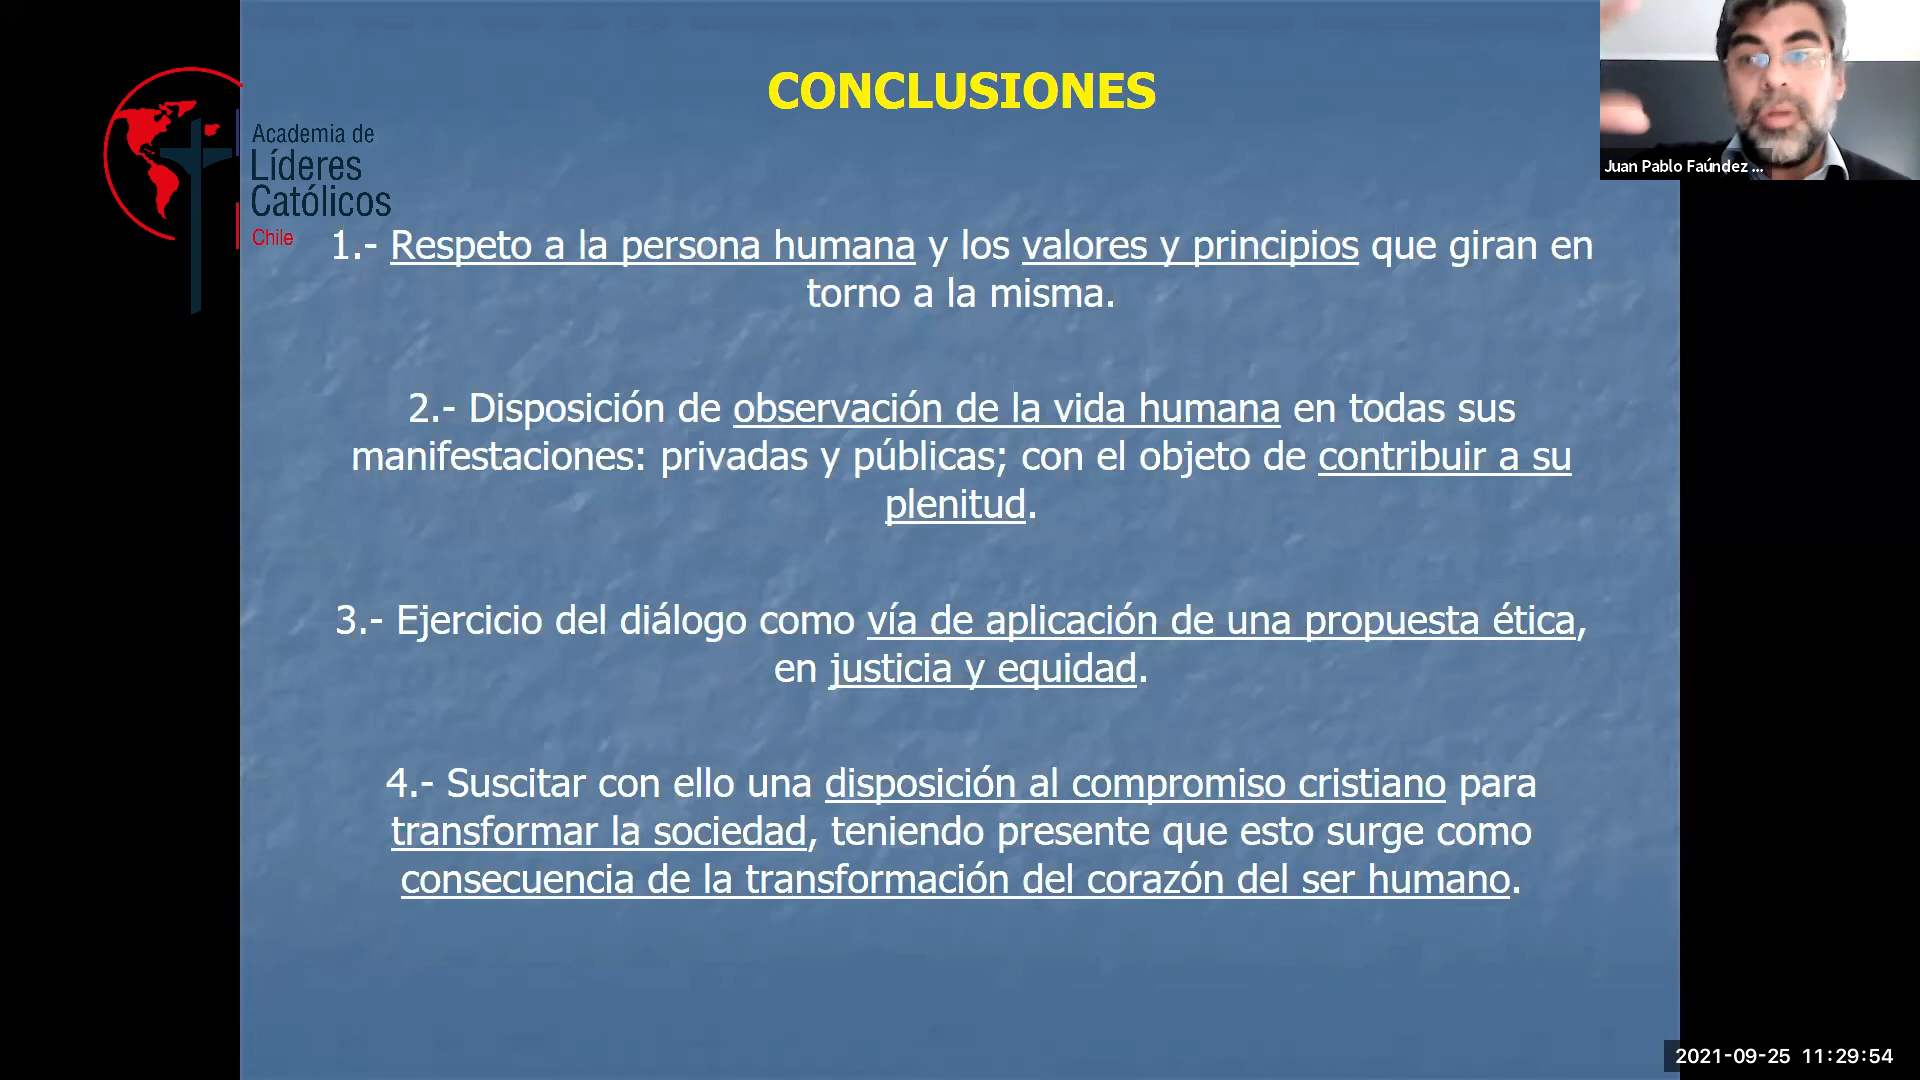 CONCLUSIONES
Academia de
Líderes
Católicos
Chile
1.- Respeto a la persona humana y los valores y principios que giran en
torno a la misma.
2.- Disposición de observación de la vida humana en todas sus
manifestaciones: privadas y públicas; con el objeto de contribuir a su
plenitud.
3.- Ejercicio del diálogo como vía de aplicación de una propuesta ética,
en justicia y equidad.
4.- Suscitar con ello una disposición al compromiso cristiano para
transformar la sociedad, teniendo presente que esto surge como
consecuencia de la transformación del corazón del ser humano.
Juan Pablo Faúndez ...
2021-09-25 11:29:54